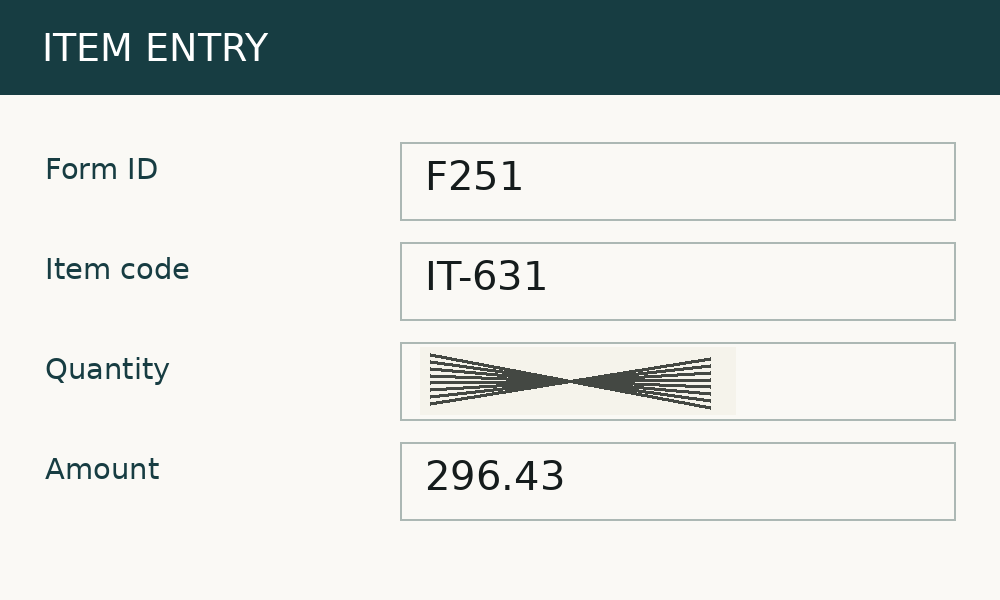 ITEM ENTRY
Form ID F251
Item code IT-631
Quantity
Amount 296.43